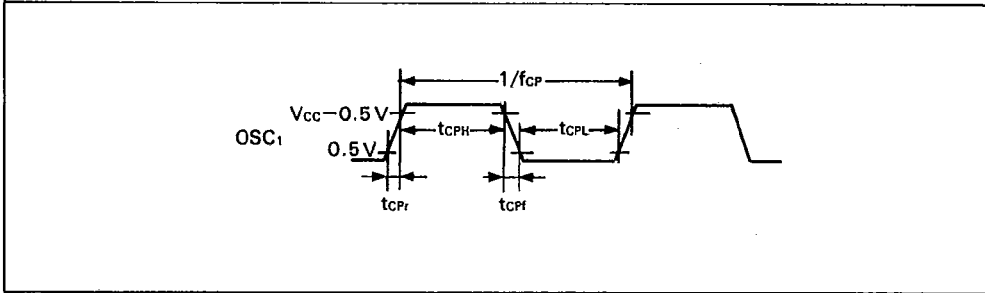 1/fCP
VCC−0.5 V
tCPH
tCPL
OSC1
0.5 V
tCPr
tCPf